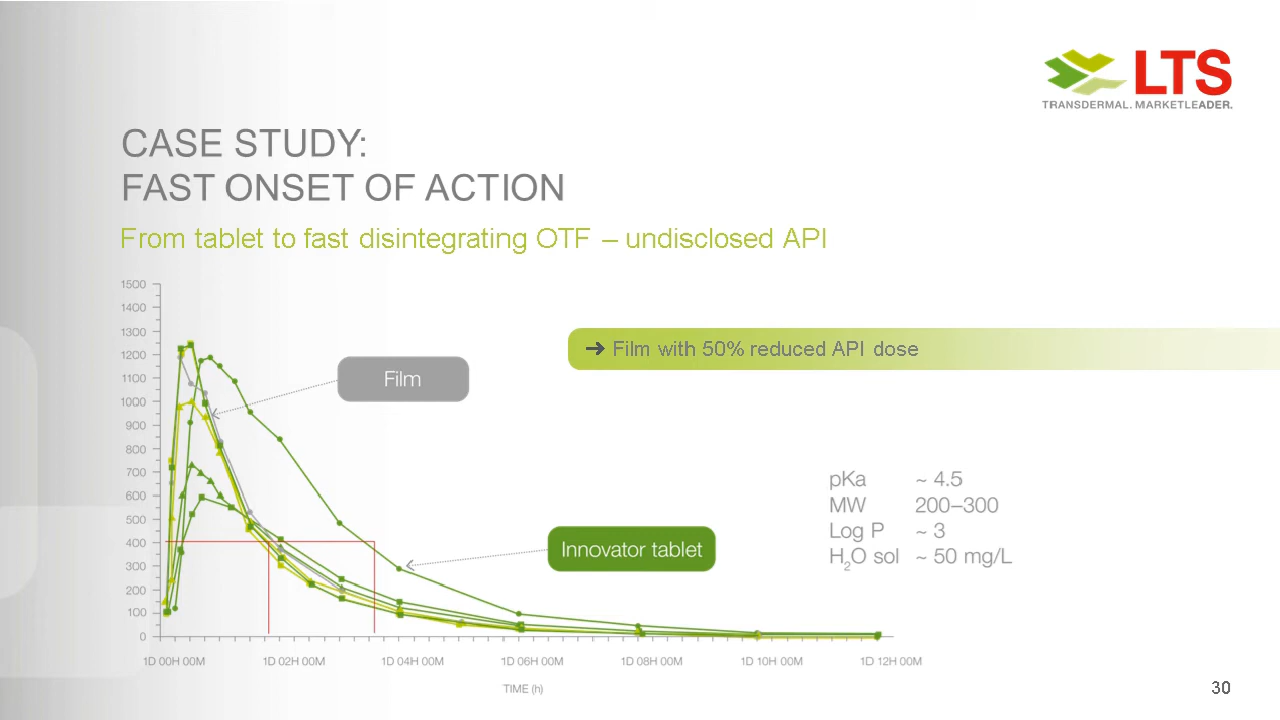 LTS
TRANSDERMAL. MARKETLEADER.
CASE STUDY:
FAST ONSET OF ACTION
From tablet to fast disintegrating OTF – undisclosed API
1500
1400
1300
1200
1100
1000
900
800
700
600
500
400
300
200
100
0
Film
➔ Film with 50% reduced API dose
Innovator tablet
pKa ~ 4.5
MW 200–300
Log P ~ 3
H2O sol ~ 50 mg/L
1D 00H 00M 1D 02H 00M 1D 04H 00M 1D 06H 00M 1D 08H 00M 1D 10H 00M 1D 12H 00M
TIME (h)
30